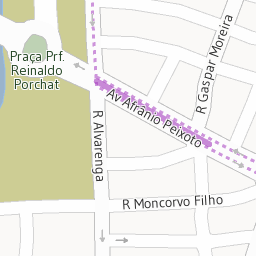 Praça Prf.
Reinaldo
Porchat
R Gaspar Moreira
Av Afrânio Peixoto
R Alvarenga
R Moncorvo Filho